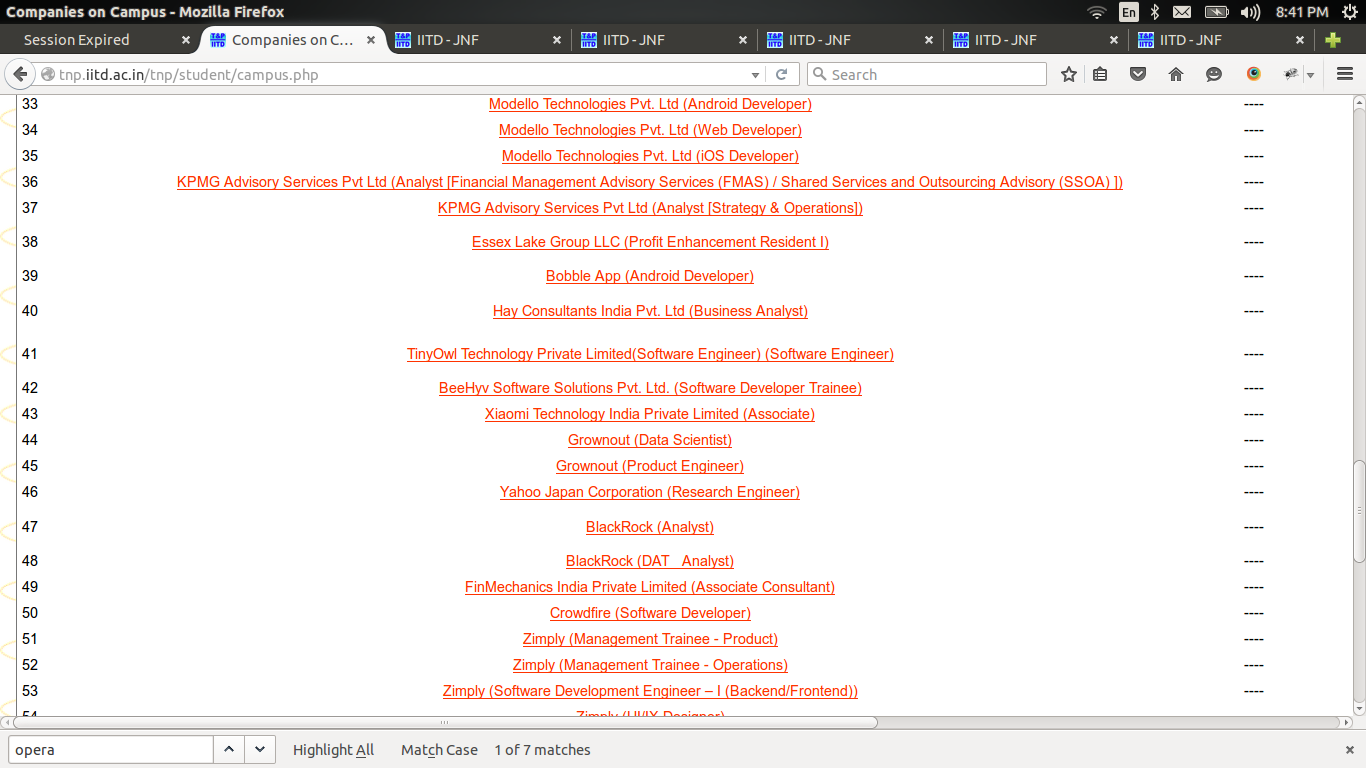 Companies on Campus - Mozilla Firefox En 8:41 PM
Session Expired × Companies on C... × IITD - JNF × IITD - JNF × IITD - JNF × IITD - JNF × IITD - JNF ×
tnp.iitd.ac.in/tnp/student/campus.php Search
33 Modello Technologies Pvt. Ltd (Android Developer) ----
34 Modello Technologies Pvt. Ltd (Web Developer) ----
35 Modello Technologies Pvt. Ltd (iOS Developer) ----
36 KPMG Advisory Services Pvt Ltd (Analyst [Financial Management Advisory Services (FMAS) / Shared Services and Outsourcing Advisory (SSOA) ]) ----
37 KPMG Advisory Services Pvt Ltd (Analyst [Strategy & Operations]) ----
38 Essex Lake Group LLC (Profit Enhancement Resident I) ----
39 Bobble App (Android Developer) ----
40 Hay Consultants India Pvt. Ltd (Business Analyst) ----
41 TinyOwl Technology Private Limited(Software Engineer) (Software Engineer) ----
42 BeeHyv Software Solutions Pvt. Ltd. (Software Developer Trainee) ----
43 Xiaomi Technology India Private Limited (Associate) ----
44 Grownout (Data Scientist) ----
45 Grownout (Product Engineer) ----
46 Yahoo Japan Corporation (Research Engineer) ----
47 BlackRock (Analyst) ----
48 BlackRock (DAT _ Analyst) ----
49 FinMechanics India Private Limited (Associate Consultant) ----
50 Crowdfire (Software Developer) ----
51 Zimply (Management Trainee - Product) ----
52 Zimply (Management Trainee - Operations) ----
53 Zimply (Software Development Engineer – I (Backend/Frontend)) ----
54 Zimply (UI/IX Designer)
opera Highlight All Match Case 1 of 7 matches ×